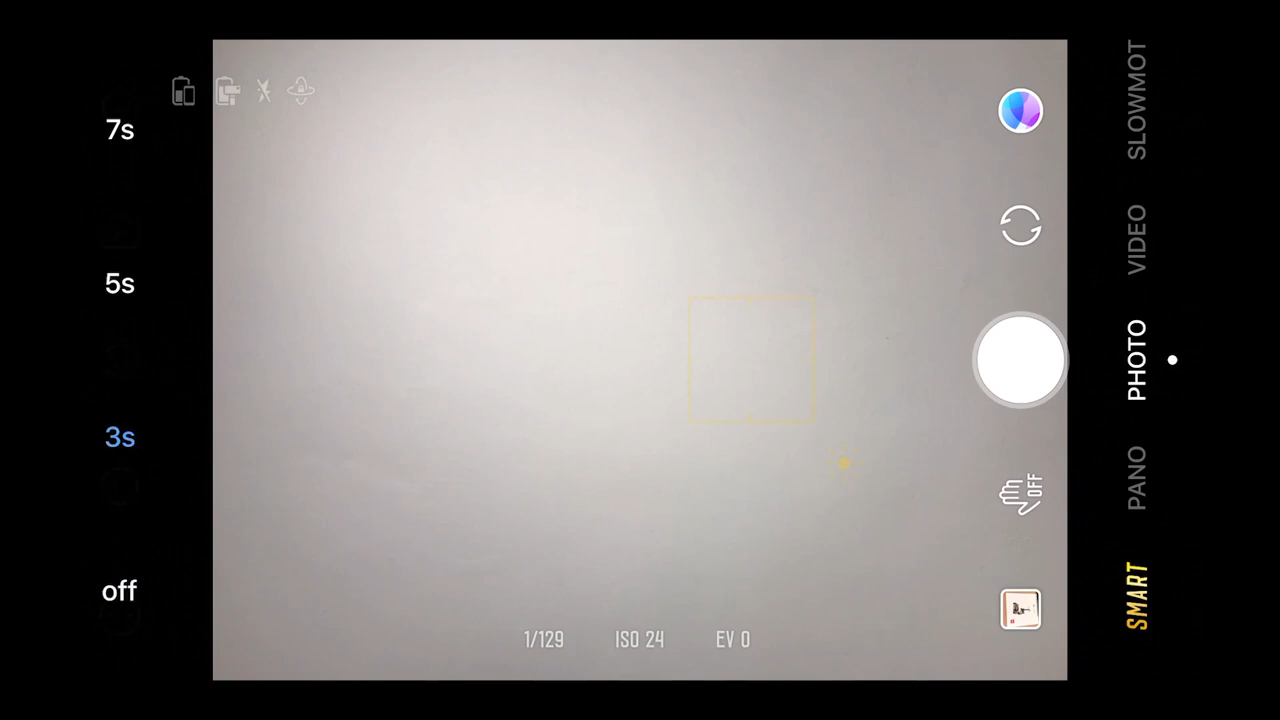 7s
5s
3s
off
1/129 ISO 24 EV 0
OFF
SLOWMOT
VIDEO
PHOTO
PANO
SMART